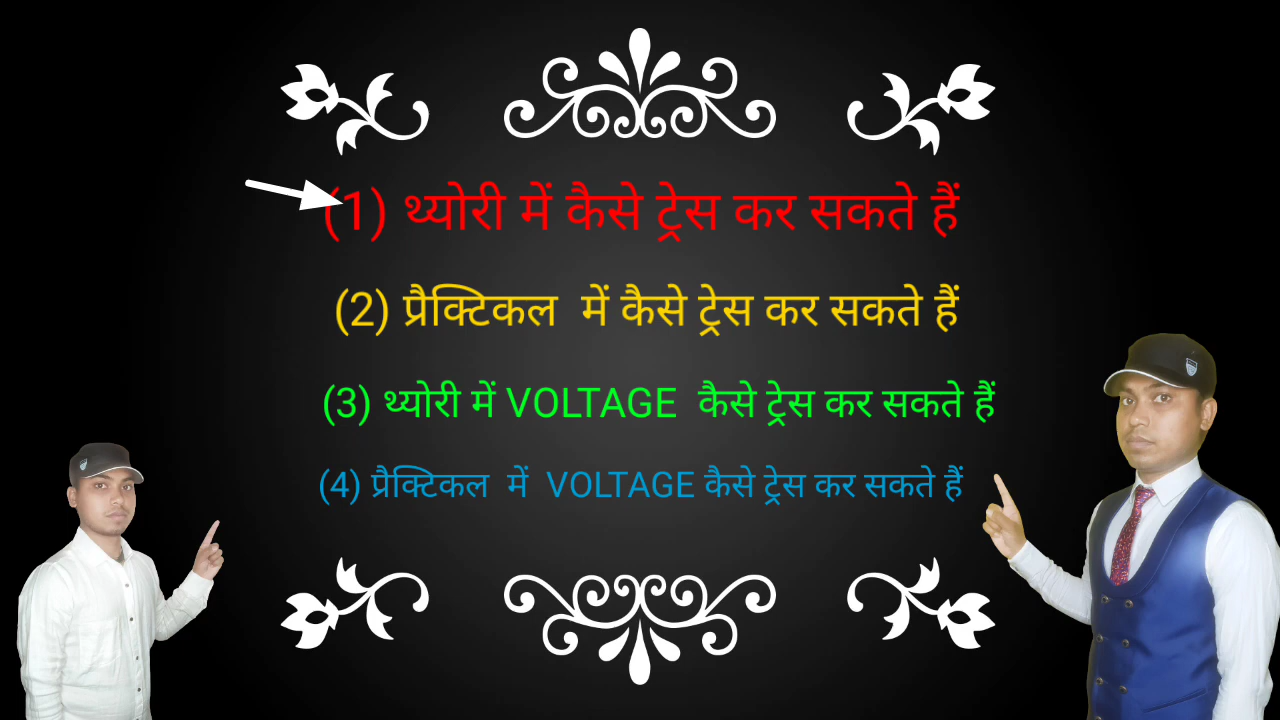 (1) थ्योरी में कैसे ट्रेस कर सकते हैं
(2) प्रैक्टिकल में कैसे ट्रेस कर सकते हैं
(3) थ्योरी में VOLTAGE कैसे ट्रेस कर सकते हैं
(4) प्रैक्टिकल में VOLTAGE कैसे ट्रेस कर सकते हैं